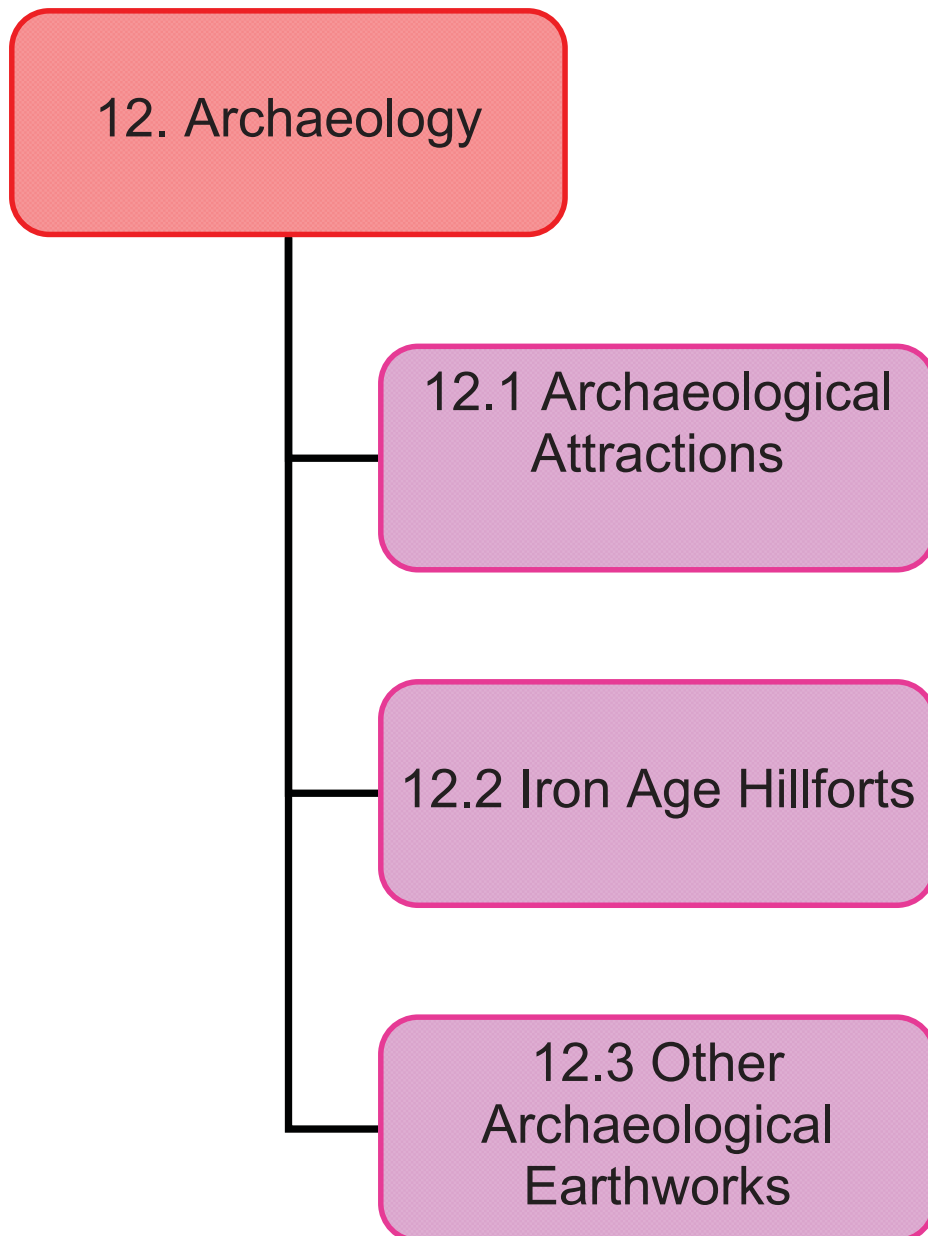 12. Archaeology
12.1 Archaeological
Attractions
12.2 Iron Age Hillforts
12.3 Other
Archaeological
Earthworks